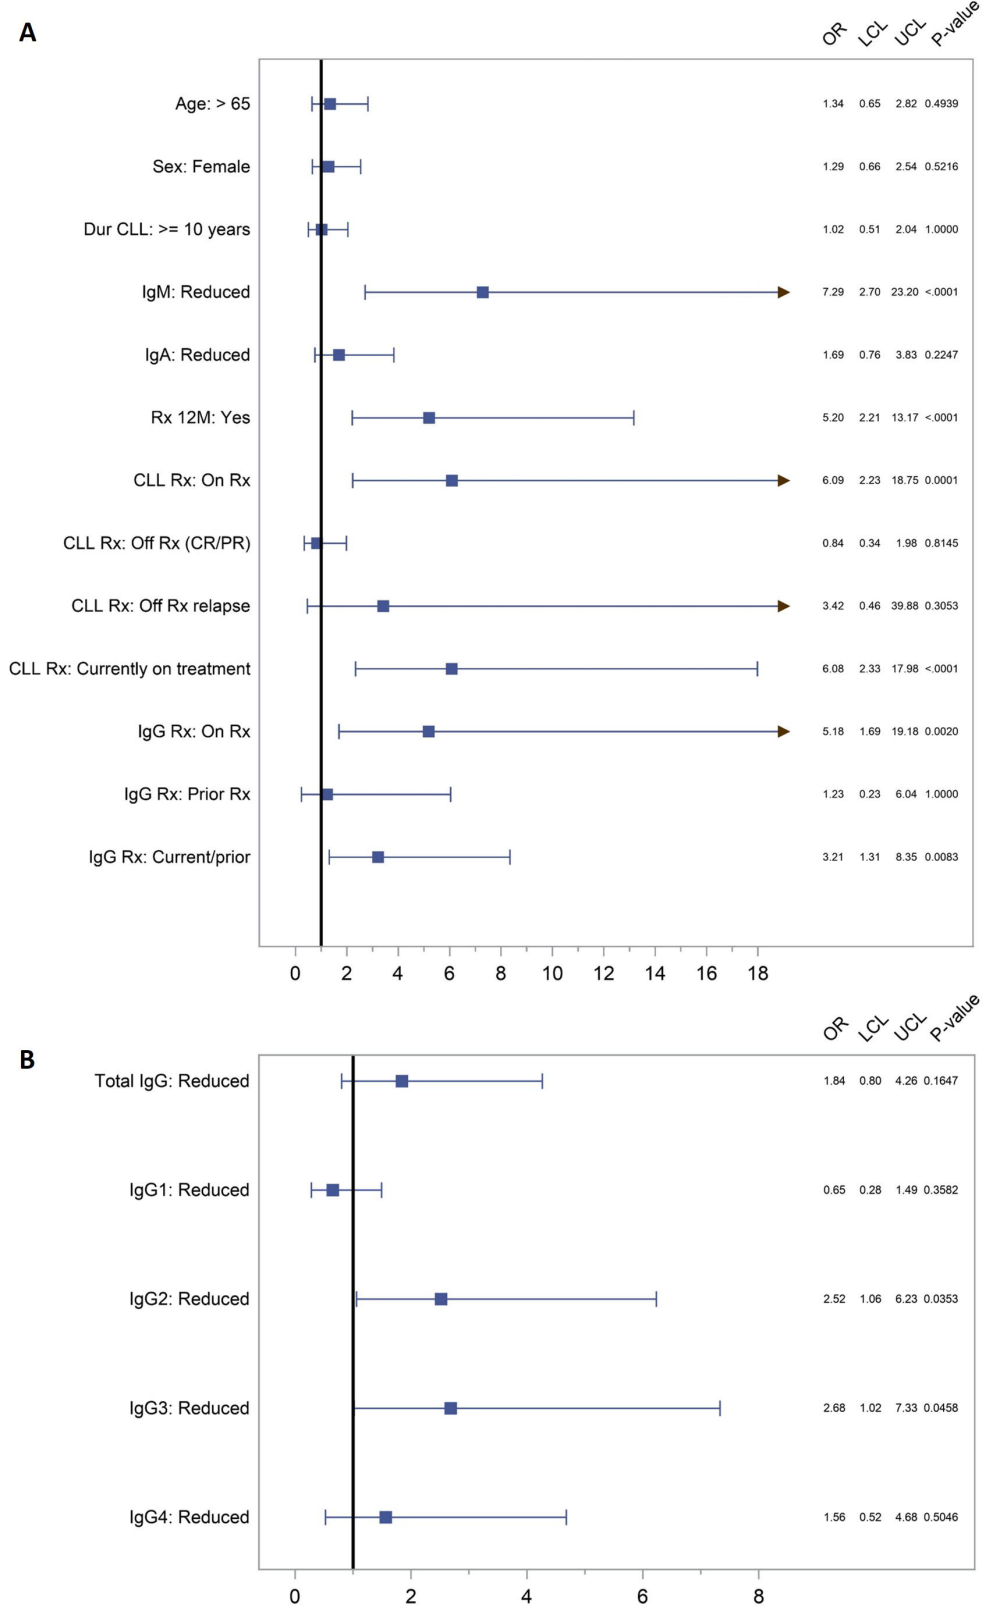 A
OR LCL UCL P-value
Age: > 65 1.34 0.65 2.82 0.4939
Sex: Female 1.29 0.66 2.54 0.5216
Dur CLL: >= 10 years 1.02 0.51 2.04 1.0000
IgM: Reduced 7.29 2.70 23.20 <.0001
IgA: Reduced 1.69 0.76 3.83 0.2247
Rx 12M: Yes 5.20 2.21 13.17 <.0001
CLL Rx: On Rx 6.09 2.23 18.75 0.0001
CLL Rx: Off Rx (CR/PR) 0.84 0.34 1.98 0.8145
CLL Rx: Off Rx relapse 3.42 0.46 39.88 0.3053
CLL Rx: Currently on treatment 6.08 2.33 17.98 <.0001
IgG Rx: On Rx 5.18 1.69 19.18 0.0020
IgG Rx: Prior Rx 1.23 0.23 6.04 1.0000
IgG Rx: Current/prior 3.21 1.31 8.35 0.0083
0 2 4 6 8 10 12 14 16 18
B
OR LCL UCL P-value
Total IgG: Reduced 1.84 0.80 4.26 0.1647
IgG1: Reduced 0.65 0.28 1.49 0.3582
IgG2: Reduced 2.52 1.06 6.23 0.0353
IgG3: Reduced 2.68 1.02 7.33 0.0458
IgG4: Reduced 1.56 0.52 4.68 0.5046
0 2 4 6 8